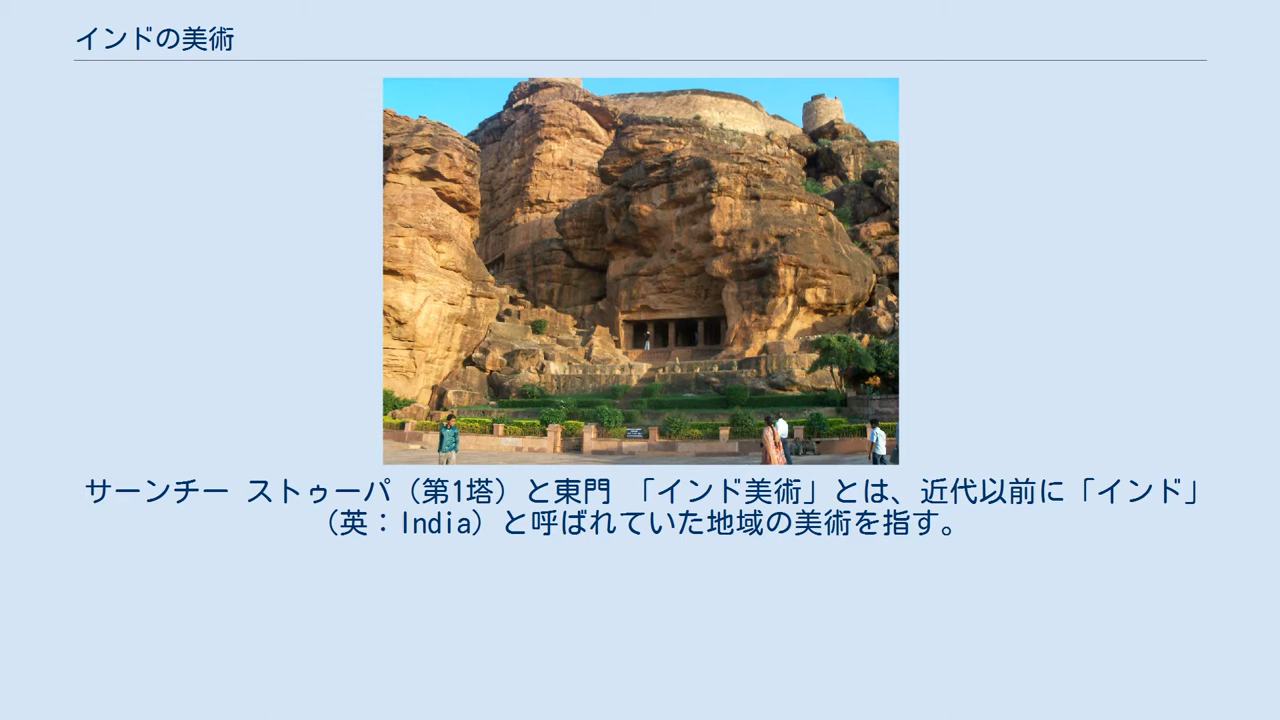 インドの美術
サーンチー ストゥーパ（第1塔）と東門 「インド美術」とは、近代以前に「インド」
（英：India）と呼ばれていた地域の美術を指す。